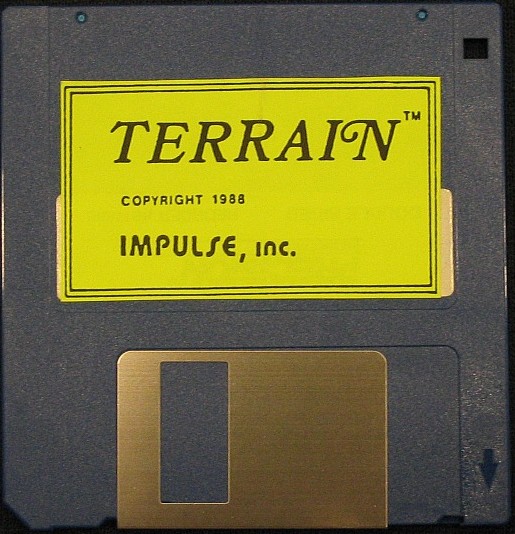 TERRAIN™
COPYRIGHT 1988
IMPULSE, inc.